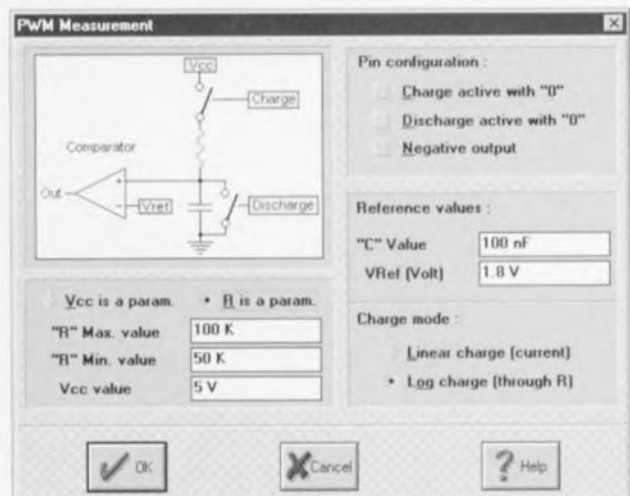 PWM Measurement
Vcc
Charge
Comparator
+
Out
-
Vref
Discharge
Vcc is a param.
R is a param.
"R" Max. value
100 K
"R" Min. value
50 K
Vcc value
5 V
Pin configuration :
Charge active with "0"
Discharge active with "0"
Negative output
Reference values :
"C" Value
100 nF
VRef (Volt)
1.8 V
Charge mode :
Linear charge (current)
Log charge (through R)
OK
Cancel
? Help